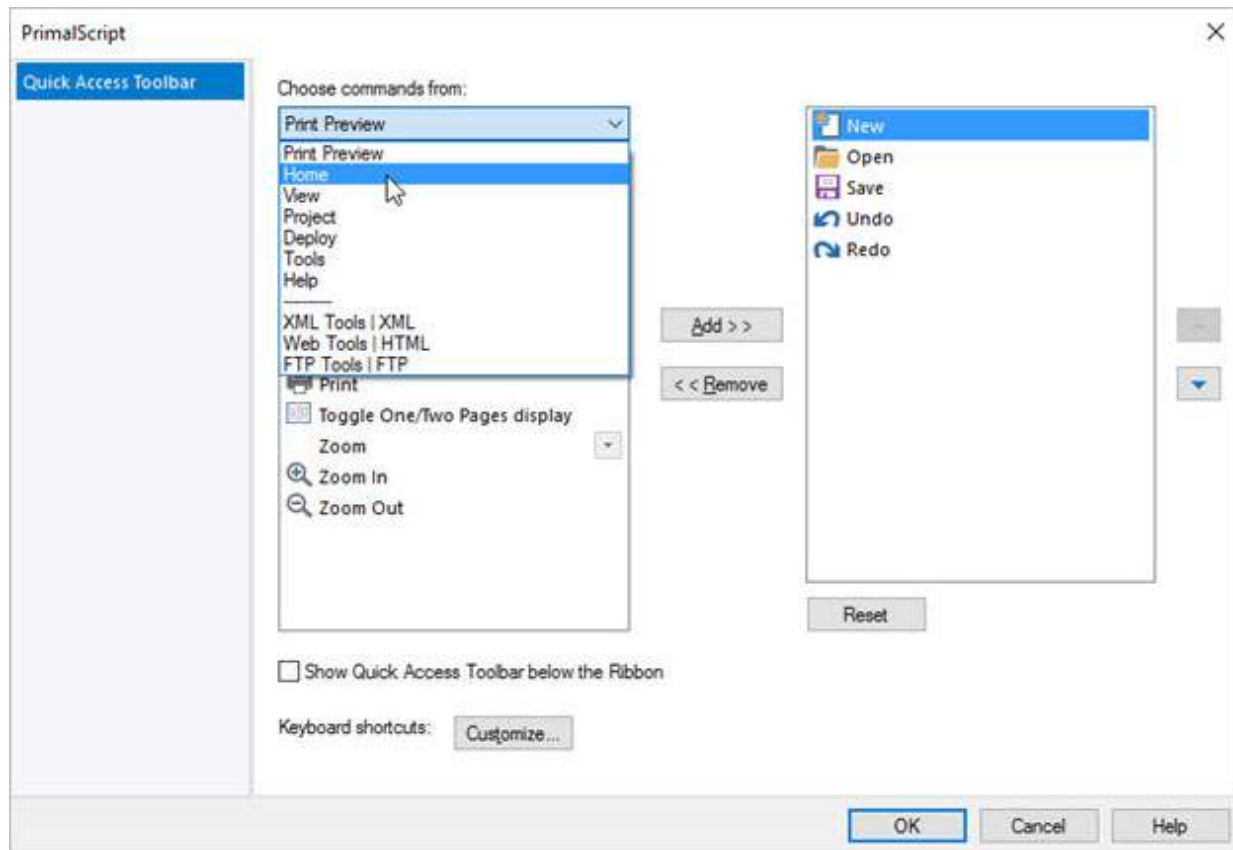 PrimalScript
Quick Access Toolbar
Choose commands from:
Print Preview
Print Preview
Home
View
Project
Deploy
Tools
Help
--------
XML Tools | XML
Web Tools | HTML
FTP Tools | FTP
Print
Toggle One/Two Pages display
Zoom
Zoom In
Zoom Out
Add >>
<< Remove
New
Open
Save
Undo
Redo
Reset
Show Quick Access Toolbar below the Ribbon
Keyboard shortcuts: Customize...
OK Cancel Help